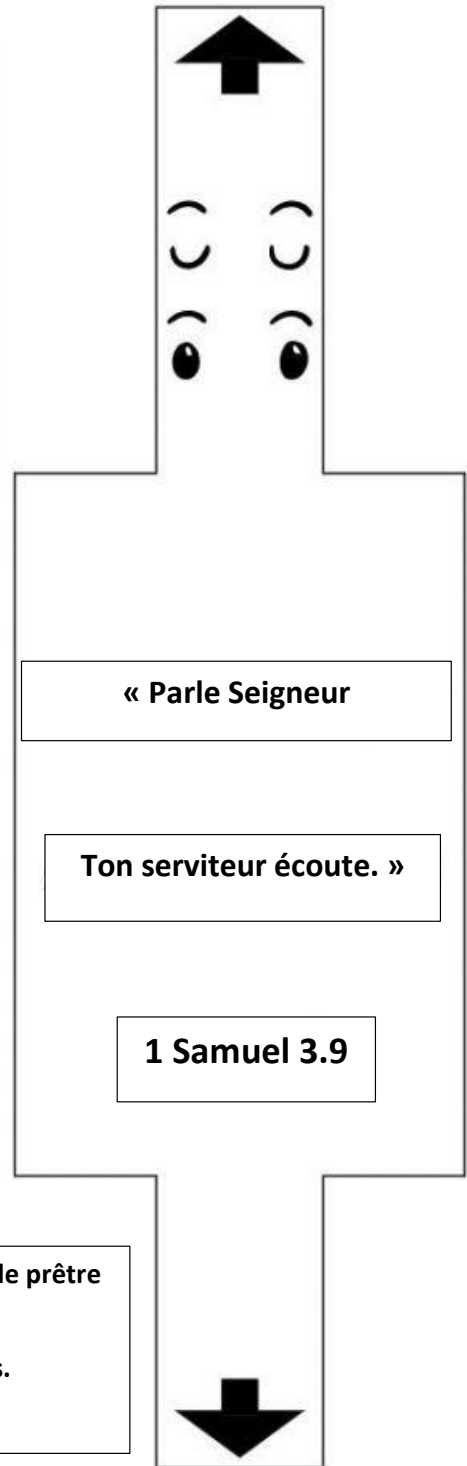 « Parle Seigneur
Ton serviteur écoute. »
1 Samuel 3.9
le prêtre
s.